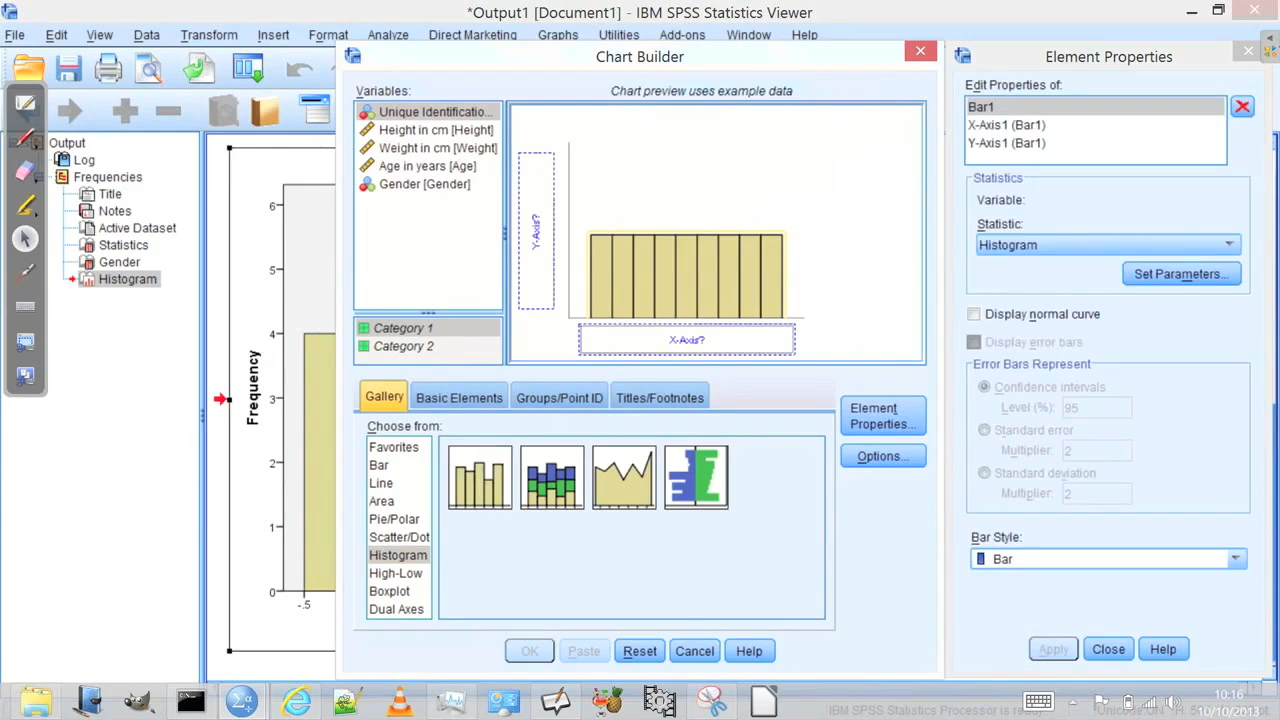 *Output1 [Document1] - IBM SPSS Statistics Viewer
File Edit View Data Transform Insert Format Analyze Direct Marketing Graphs Utilities Add-ons Window Help
Output
Log
Frequencies
Title
Notes
Active Dataset
Statistics
Gender
Histogram
Frequency
6
5
4
3
2
1
0
-.5
Chart Builder
Variables:
Chart preview uses example data
Unique Identificatio...
Height in cm [Height]
Weight in cm [Weight]
Age in years [Age]
Gender [Gender]
Category 1
Category 2
Y-Axis?
X-Axis?
Gallery Basic Elements Groups/Point ID Titles/Footnotes
Choose from:
Favorites
Bar
Line
Area
Pie/Polar
Scatter/Dot
Histogram
High-Low
Boxplot
Dual Axes
Element Properties...
Options...
OK Paste Reset Cancel Help
Element Properties
Edit Properties of:
Bar1
X-Axis1 (Bar1)
Y-Axis1 (Bar1)
Statistics
Variable:
Statistic:
Histogram
Set Parameters...
Display normal curve
Display error bars
Error Bars Represent
Confidence intervals
Level (%): 95
Standard error
Multiplier: 2
Standard deviation
Multiplier: 2
Bar Style:
Bar
Apply Close Help
IBM SPSS Statistics Processor is ready
10:16
10/10/2013